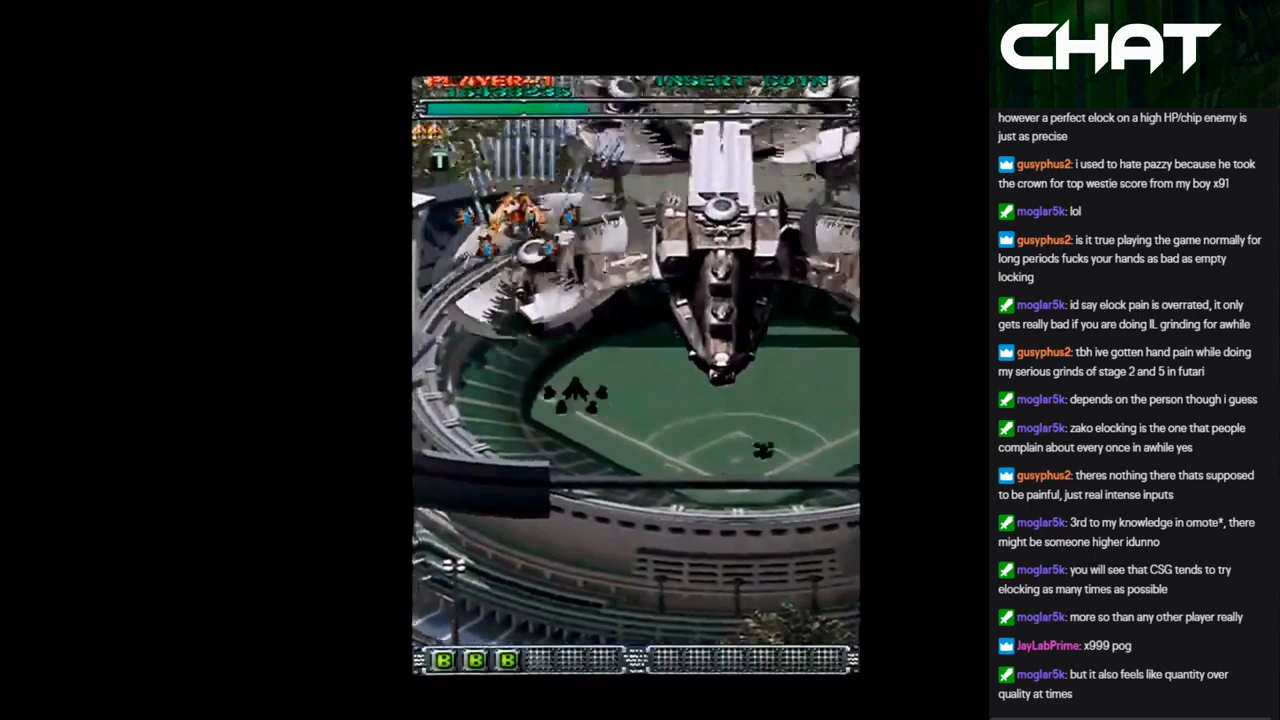 PLAYER-1
INSERT COIN
T
B B B
CHAT
however a perfect elock on a high HP/chip enemy is
just as precise
gusyphus2: i used to hate pazzy because he took
the crown for top westie score from my boy x91
moglar5k: lol
gusyphus2: is it true playing the game normally for
long periods fucks your hands as bad as empty
locking
moglar5k: id say elock pain is overrated, it only
gets really bad if you are doing IL grinding for awhile
gusyphus2: tbh ive gotten hand pain while doing
my serious grinds of stage 2 and 5 in futari
moglar5k: depends on the person though i guess
moglar5k: zako elocking is the one that people
complain about every once in awhile yes
gusyphus2: theres nothing there thats supposed
to be painful, just real intense inputs
moglar5k: 3rd to my knowledge in omote*, there
might be someone higher idunno
moglar5k: you will see that CSG tends to try
elocking as many times as possible
moglar5k: more so than any other player really
JayLabPrime: x999 pog
moglar5k: but it also feels like quantity over
quality at times